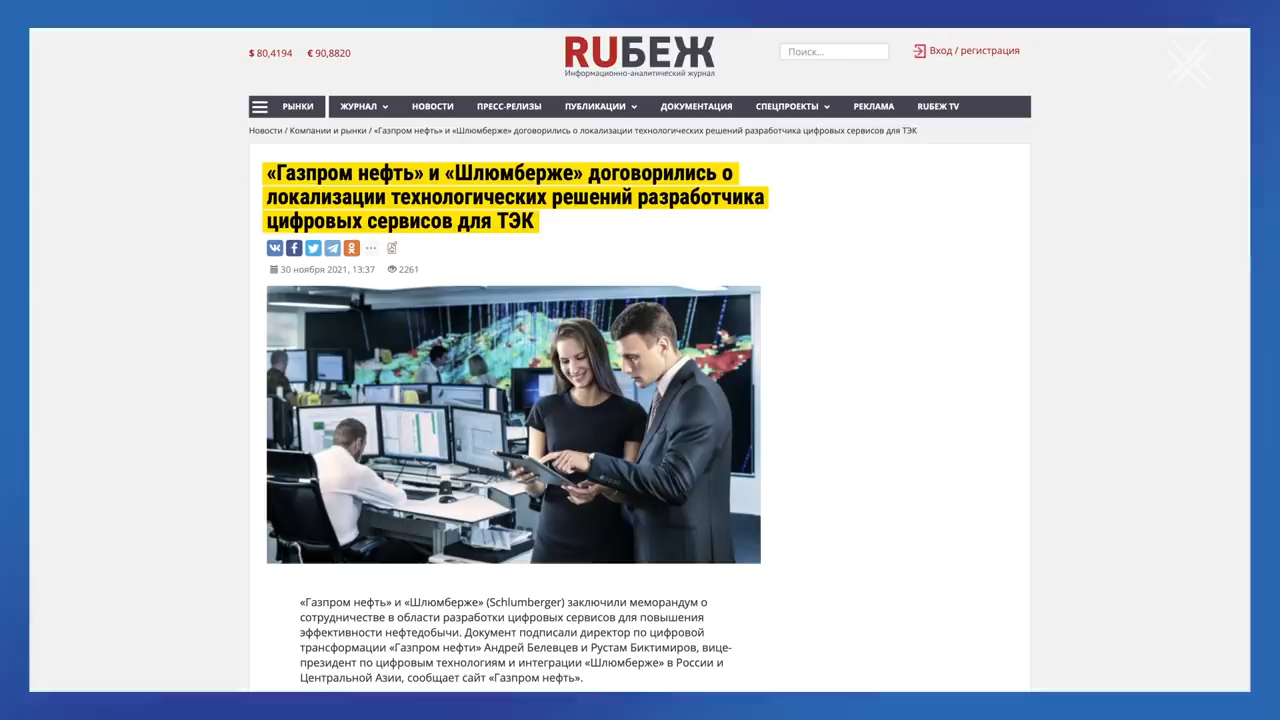 $ 80,4194 € 90,8820
RUБЕЖ
Информационно-аналитический журнал
Поиск...
Вход / регистрация
РЫНКИ ЖУРНАЛ НОВОСТИ ПРЕСС-РЕЛИЗЫ ПУБЛИКАЦИИ ДОКУМЕНТАЦИЯ СПЕЦПРОЕКТЫ РЕКЛАМА RUБЕЖ TV
Новости / Компании и рынки / «Газпром нефть» и «Шлюмберже» договорились о локализации технологических решений разработчика цифровых сервисов для ТЭК
«Газпром нефть» и «Шлюмберже» договорились о
локализации технологических решений разработчика
цифровых сервисов для ТЭК
30 ноября 2021, 13:37 2261
«Газпром нефть» и «Шлюмберже» (Schlumberger) заключили меморандум о
сотрудничестве в области разработки цифровых сервисов для повышения
эффективности нефтедобычи. Документ подписали директор по цифровой
трансформации «Газпром нефти» Андрей Белевцев и Рустам Биктимиров, вице-
президент по цифровым технологиям и интеграции «Шлюмберже» в России и
Центральной Азии, сообщает сайт «Газпром нефть».